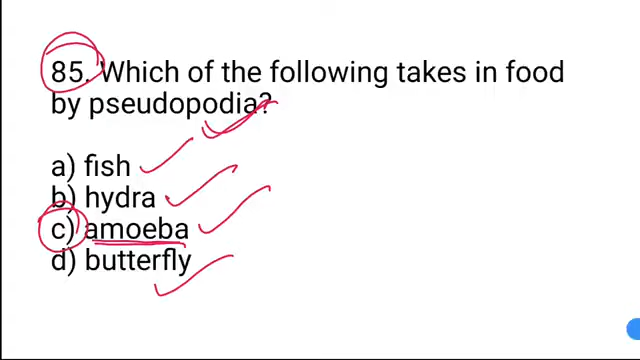 85. Which of the following takes in food
by pseudopodia?
a) fish
b) hydra
c) amoeba
d) butterfly